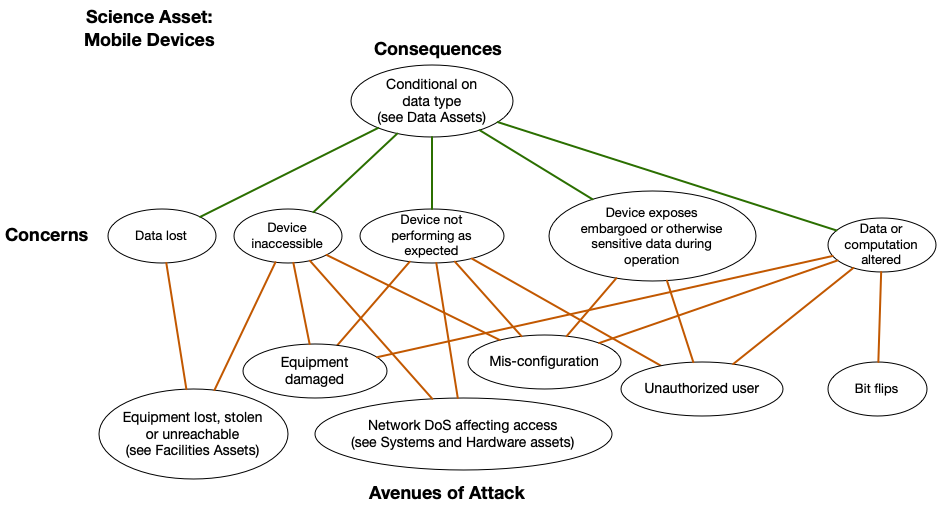 Science Asset:
Mobile Devices
Consequences
Conditional on
data type
(see Data Assets)
Concerns
Data lost
Device
inaccessible
Device not
performing as
expected
Device exposes
embargoed or otherwise
sensitive data during
operation
Data or
computation
altered
Equipment
damaged
Mis-configuration
Unauthorized user
Bit flips
Equipment lost, stolen
or unreachable
(see Facilities Assets)
Network DoS affecting access
(see Systems and Hardware assets)
Avenues of Attack